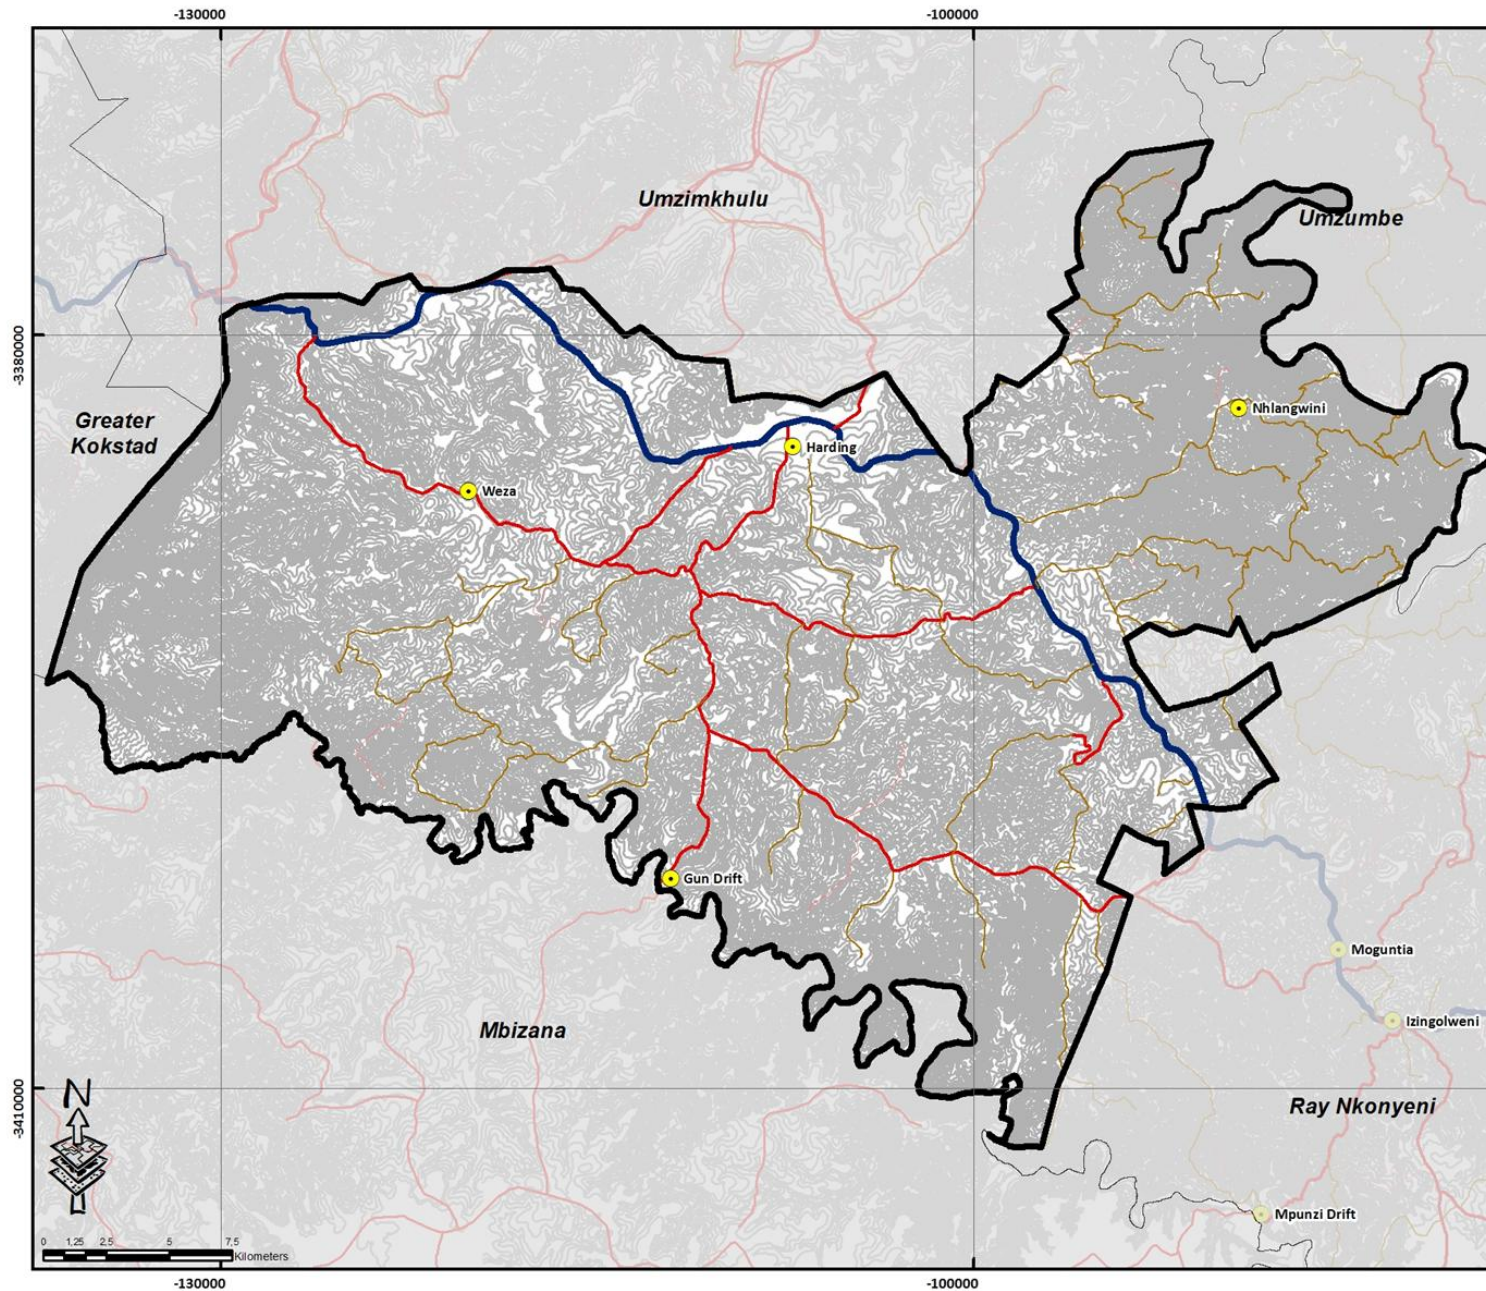 -130000
-100000
Umzimkhulu
Umzumbe
-3380000
Greater
Kokstad
Nhlangwini
Harding
Weza
Gun Drift
Moguntia
Izingolweni
Mbizana
-3410000
Ray Nkonyeni
N
Mpunzi Drift
0 1,25 2,5 5 7,5
Kilometers
-130000
-100000